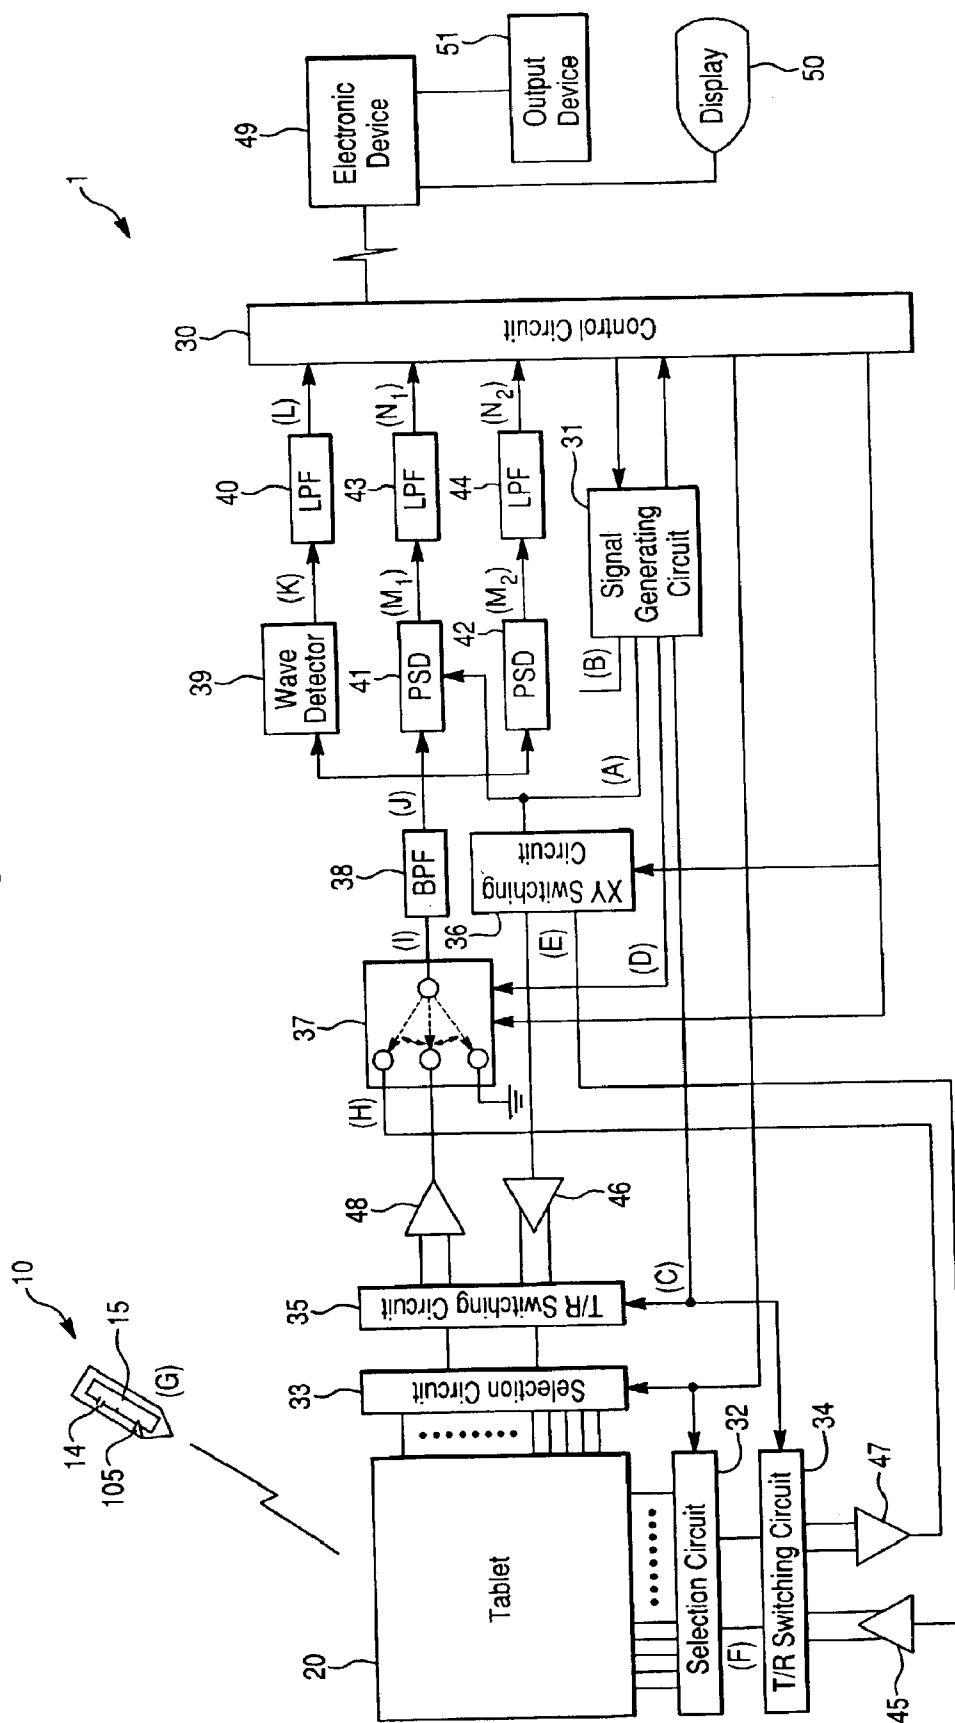 1
10
14
15
105
(G)
20
Tablet
33
Selection Circuit
35
T/R Switching Circuit
32
Selection Circuit
(F)
34
T/R Switching Circuit
45
47
48
46
(C)
(H)
37
(I)
38
BPF
(J)
36
XY Switching
Circuit
(E)
(D)
(A)
(B)
39
Wave
Detector
(K)
40
LPF
(L)
41
PSD
(M1)
43
LPF
(N1)
42
PSD
(M2)
44
LPF
(N2)
31
Signal
Generating
Circuit
30
Control Circuit
49
Electronic
Device
51
Output
Device
Display
50